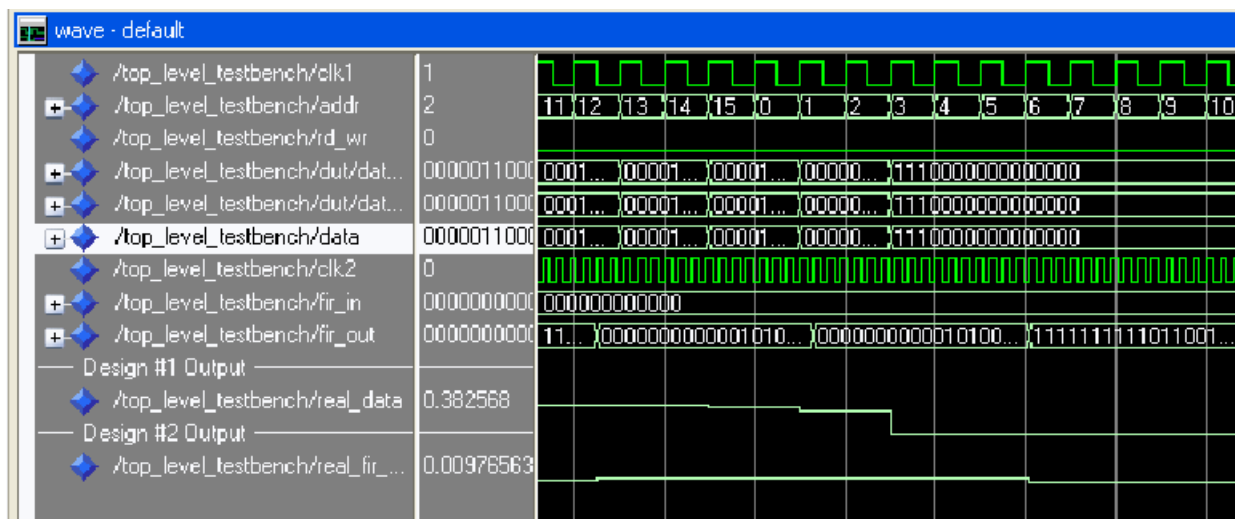 wave - default
/top_level_testbench/clk1 1
/top_level_testbench/addr 2 11 12 13 14 15 0 1 2 3 4 5 6 7 8 9 10
/top_level_testbench/rd_wr 0
/top_level_testbench/dut/dat... 0000011000 0001... 00001... 00001... 00000... 1110000000000000
/top_level_testbench/dut/dat... 0000011000 0001... 00001... 00001... 00000... 1110000000000000
/top_level_testbench/data 0000011000 0001... 00001... 00001... 00000... 1110000000000000
/top_level_testbench/clk2 0
/top_level_testbench/fir_in 0000000000 000000000000
/top_level_testbench/fir_out 0000000000 11... 0000000000001010... 0000000000010100... 1111111111011001...
Design #1 Output
/top_level_testbench/real_data 0.382568
Design #2 Output
/top_level_testbench/real_fir_... 0.00976563